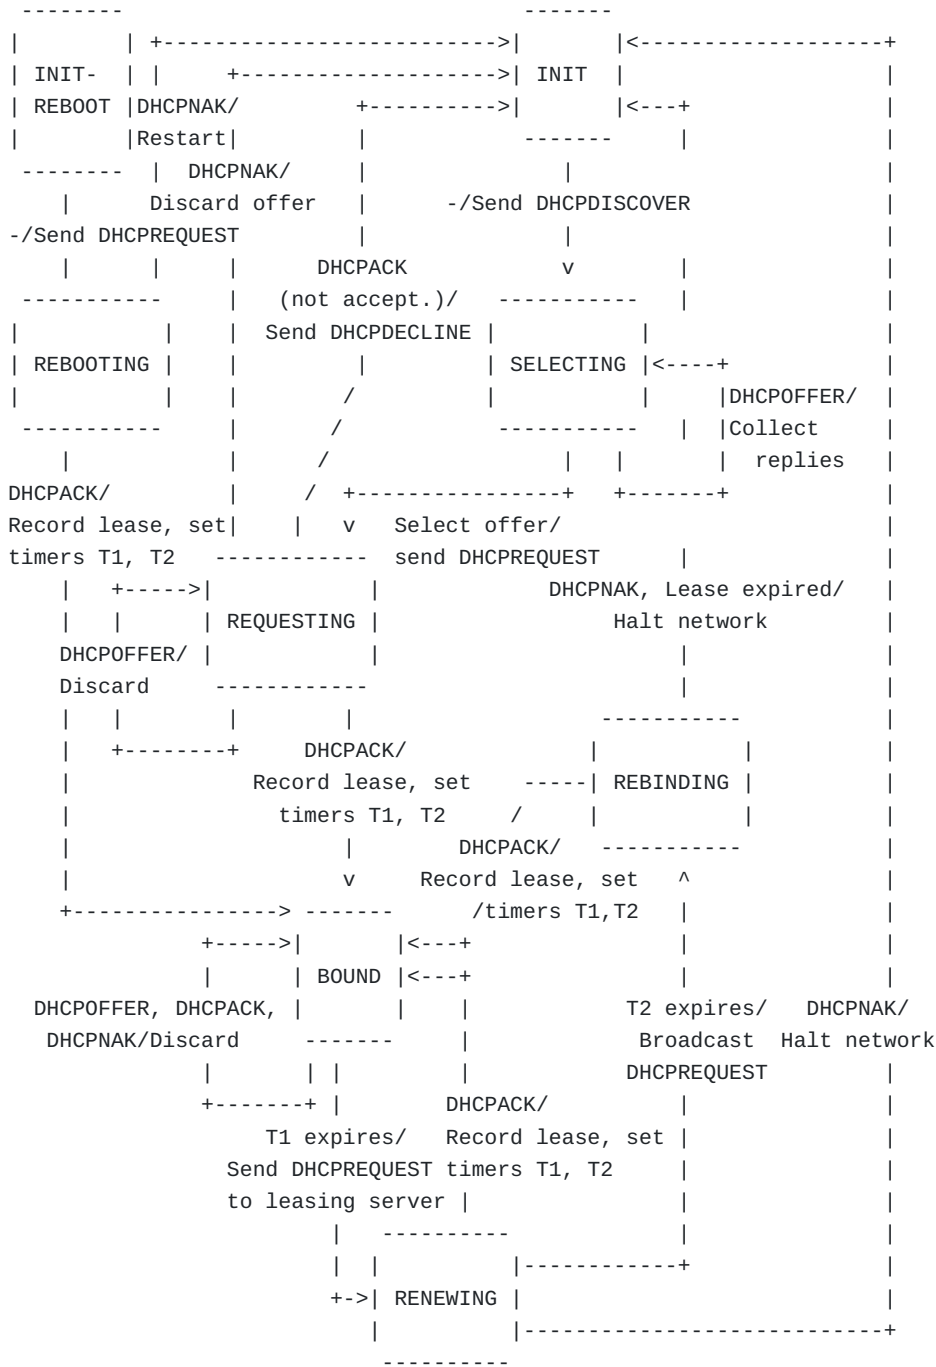 INIT- INIT
REBOOT DHCPNAK/
Restart
DHCPNAK/
Discard offer -/Send DHCPDISCOVER
-/Send DHCPREQUEST
DHCPACK v
(not accept.)/
Send DHCPDECLINE
REBOOTING SELECTING
DHCPOFFER/
Collect
replies
DHCPACK/
Record lease, set v Select offer/
timers T1, T2 send DHCPREQUEST
DHCPNAK, Lease expired/
REQUESTING Halt network
DHCPOFFER/
Discard
DHCPACK/
Record lease, set REBINDING
timers T1, T2
DHCPACK/
v Record lease, set ^
/timers T1,T2
BOUND
DHCPOFFER, DHCPACK, T2 expires/ DHCPNAK/
DHCPNAK/Discard Broadcast Halt network
DHCPREQUEST
DHCPACK/
T1 expires/ Record lease, set
Send DHCPREQUEST timers T1, T2
to leasing server
RENEWING